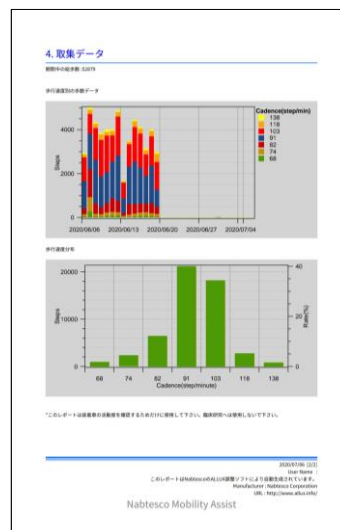 4. 取集データ
期間中の総歩数:52079
歩行速度別の歩数データ
Cadence(step/min)
138
118
103
91
82
74
68
Steps
4000
2000
0
2020/06/06 2020/06/13 2020/06/20 2020/06/27 2020/07/04
歩行速度分布
Steps
20000
10000
0
40
20
0
Rate(%)
68 74 82 91 103 118 138
Cadence(step/minute)
*このレポートは装着車の活動度を確認するためだけに使用して下さい。臨床研究へは使用しないで下さい。
2020/07/06 [2/2]
User Name :
このレポートはNabtescoのALLUX調整ソフトにより自動生成されています。
Manufacturer : Nabtesco Corporation
URL : http://www.allux.info/
Nabtesco Mobility Assist